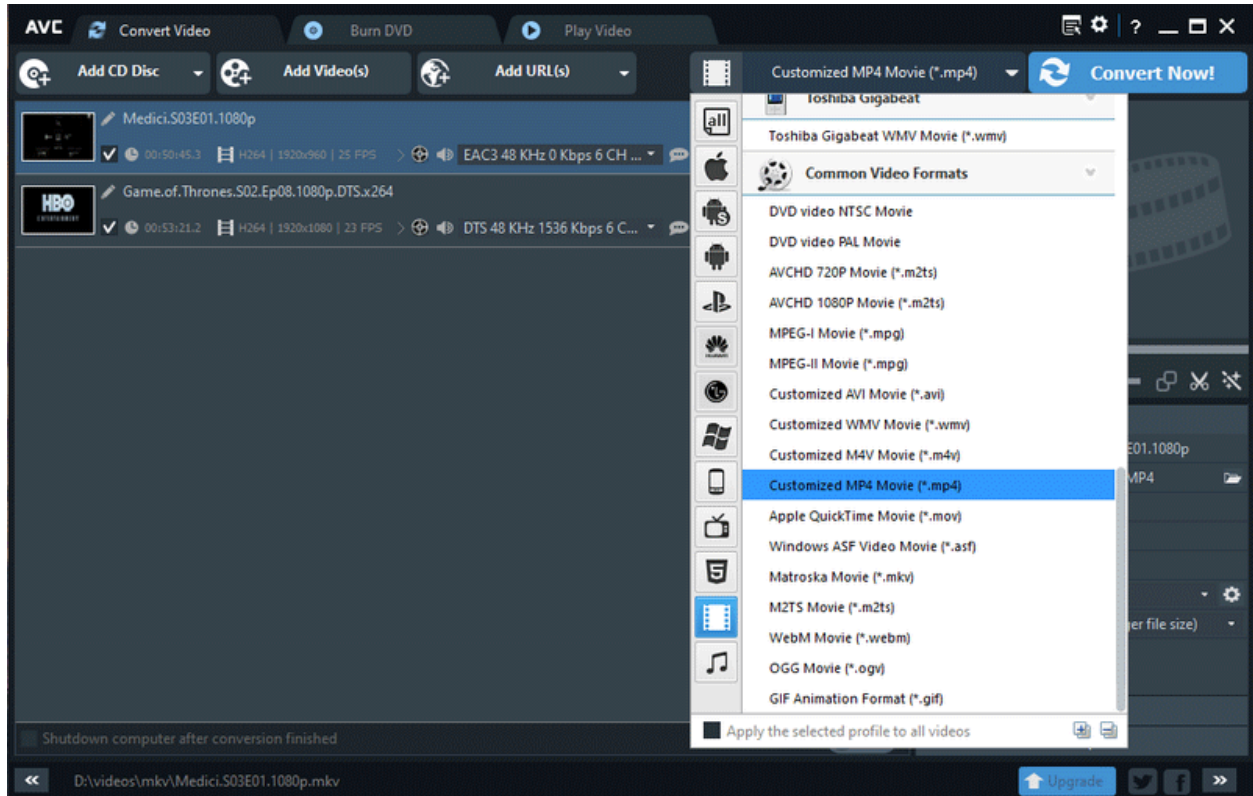 AVC Convert Video Burn DVD Play Video ?
Add CD Disc Add Video(s) Add URL(s) Customized MP4 Movie (*.mp4) Convert Now!
Medici.S03E01.1080p
00:50:45.3 H264 | 1920x960 | 25 FPS EAC3 48 KHz 0 Kbps 6 CH ...
HBO
ENTERTAINMENT
Game.of.Thrones.S02.Ep08.1080p.DTS.x264
00:53:21.2 H264 | 1920x1080 | 23 FPS DTS 48 KHz 1536 Kbps 6 C...
all
S
HUAWEI
LG
5
Toshiba Gigabeat
Toshiba Gigabeat WMV Movie (*.wmv)
Common Video Formats
DVD video NTSC Movie
DVD video PAL Movie
AVCHD 720P Movie (*.m2ts)
AVCHD 1080P Movie (*.m2ts)
MPEG-I Movie (*.mpg)
MPEG-II Movie (*.mpg)
Customized AVI Movie (*.avi)
Customized WMV Movie (*.wmv)
Customized M4V Movie (*.m4v)
Customized MP4 Movie (*.mp4)
Apple QuickTime Movie (*.mov)
Windows ASF Video Movie (*.asf)
Matroska Movie (*.mkv)
M2TS Movie (*.m2ts)
WebM Movie (*.webm)
OGG Movie (*.ogv)
GIF Animation Format (*.gif)
Apply the selected profile to all videos
E01.1080p
MP4
ger file size)
Shutdown computer after conversion finished
D:\videos\mkv\Medici.S03E01.1080p.mkv Upgrade